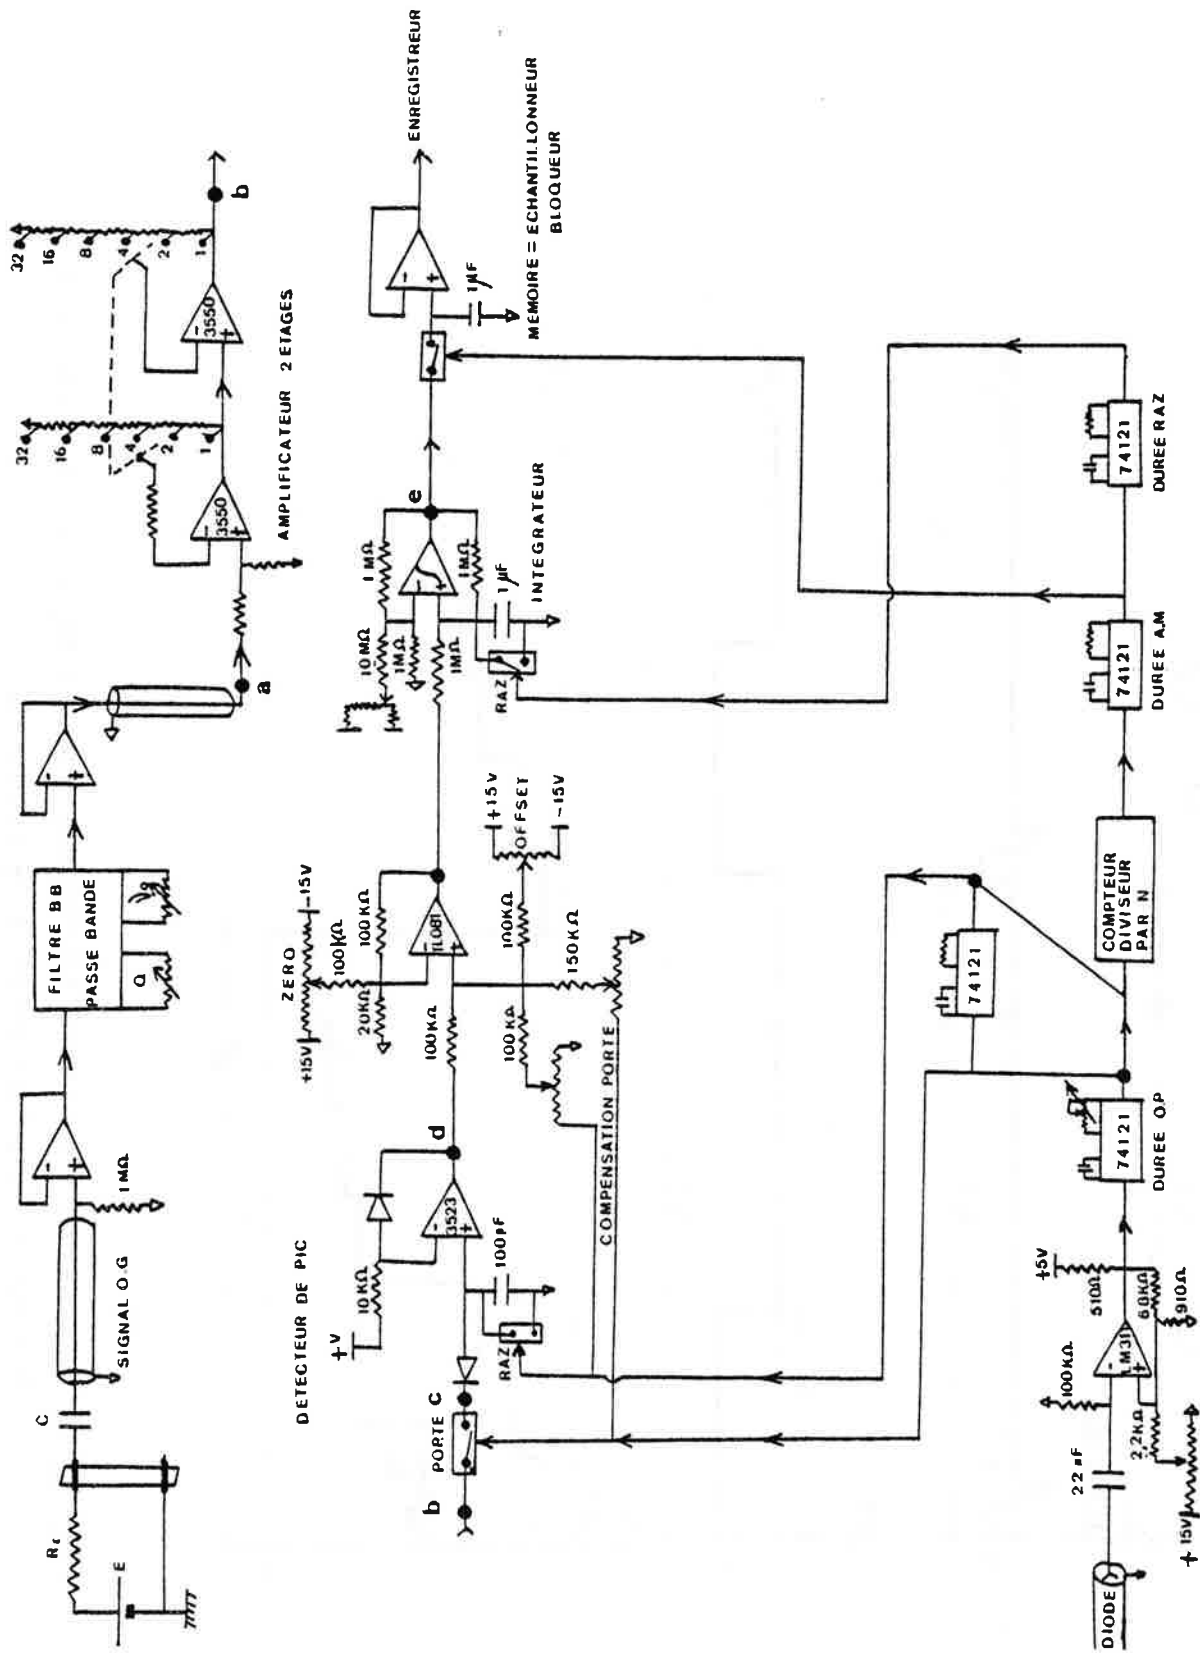 E
Rc
C
SIGNAL O.G
1MΩ
-
+
FILTRE BB
PASSE BANDE
Q
-
+
a
3550
-
+
32
16
8
4
2
1
AMPLIFICATEUR 2 ETAGES
3550
-
+
32
16
8
4
2
1
b
DETECTEUR DE PIC
b
PORTE
C
+V
10KΩ
RAZ
100pF
3523
-
+
d
COMPENSATION PORTE
+15V
ZERO
-15V
100KΩ
20KΩ
100KΩ
100KΩ
TL081
-
+
100KΩ
100KΩ
150KΩ
+15V
OFFSET
-15V
10MΩ
1MΩ
1MΩ
1MΩ
1MΩ
-
+
RAZ
1µF
INTEGRATEUR
e
-
+
1µF
ENREGISTREUR
MEMOIRE = ECHANTILLONNEUR
BLOQUEUR
DIODE
22nF
100KΩ
+15V
2,2KΩ
LM311
-
+
+5V
510Ω
68KΩ
910Ω
74121
DUREE O.P
74121
COMPTEUR
DIVISEUR
PAR N
74121
DUREE A.M
74121
DUREE RAZ